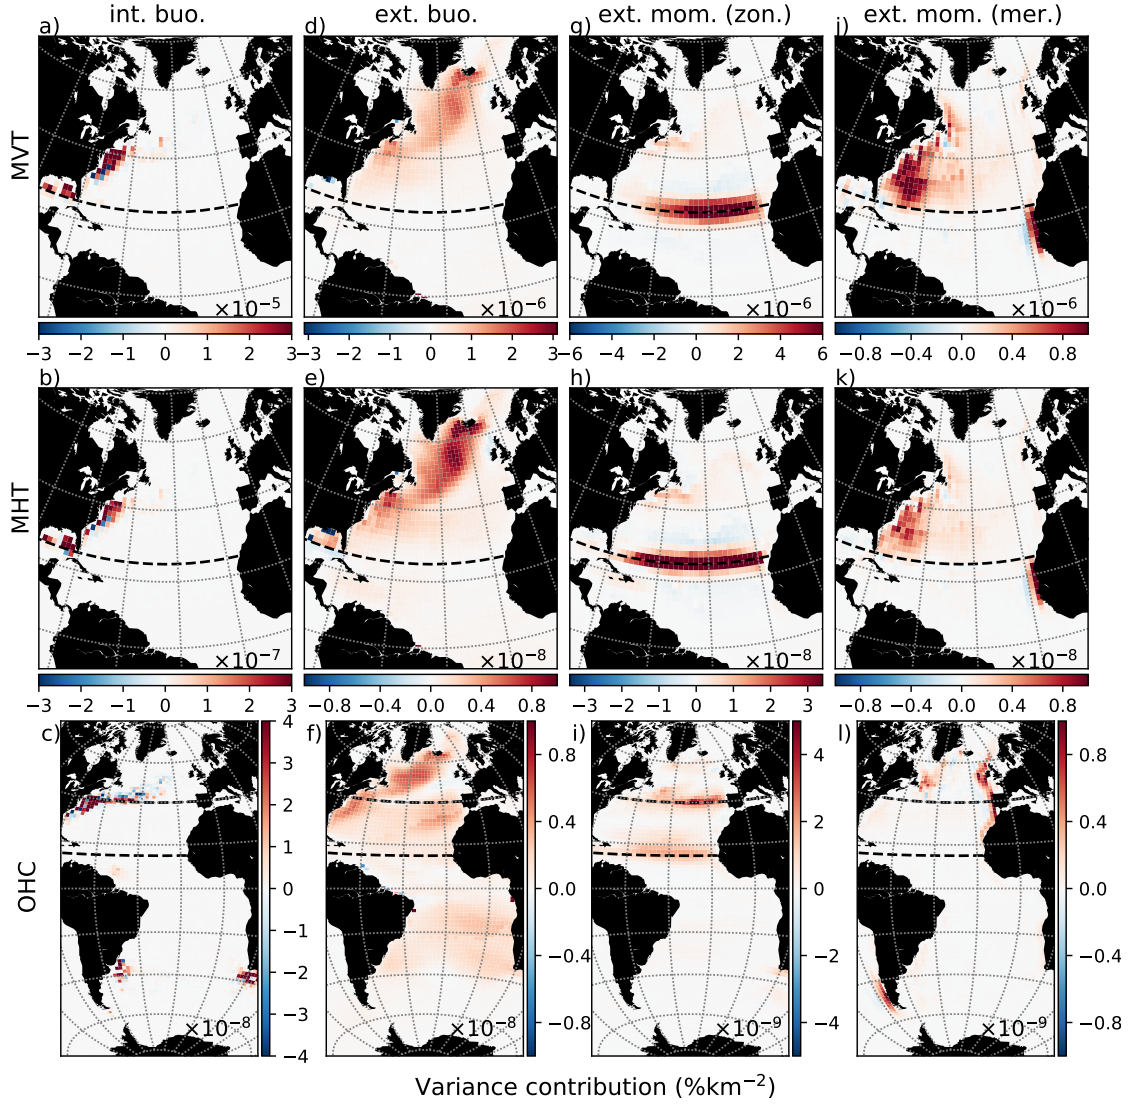 int. buo. ext. buo. ext. mom. (zon.) ext. mom. (mer.)
a) d) g) j)
MVT
×10−5 ×10−6 ×10−6 ×10−6
−3 −2 −1 0 1 2 3 −3 −2 −1 0 1 2 3 −6 −4 −2 0 2 4 6 −0.8 −0.4 0.0 0.4 0.8
b) e) h) k)
MHT
×10−7 ×10−8 ×10−8 ×10−8
−3 −2 −1 0 1 2 3 −0.8 −0.4 0.0 0.4 0.8 −3 −2 −1 0 1 2 3 −0.8 −0.4 0.0 0.4 0.8
c) 4 3 2 1 0 −1 −2 −3 −4
f) 0.8 0.4 0.0 −0.4 −0.8
i) 4 2 0 −2 −4
l) 0.8 0.4 0.0 −0.4 −0.8
OHC
×10−8 ×10−8 ×10−9 ×10−9
Variance contribution (%km−2)